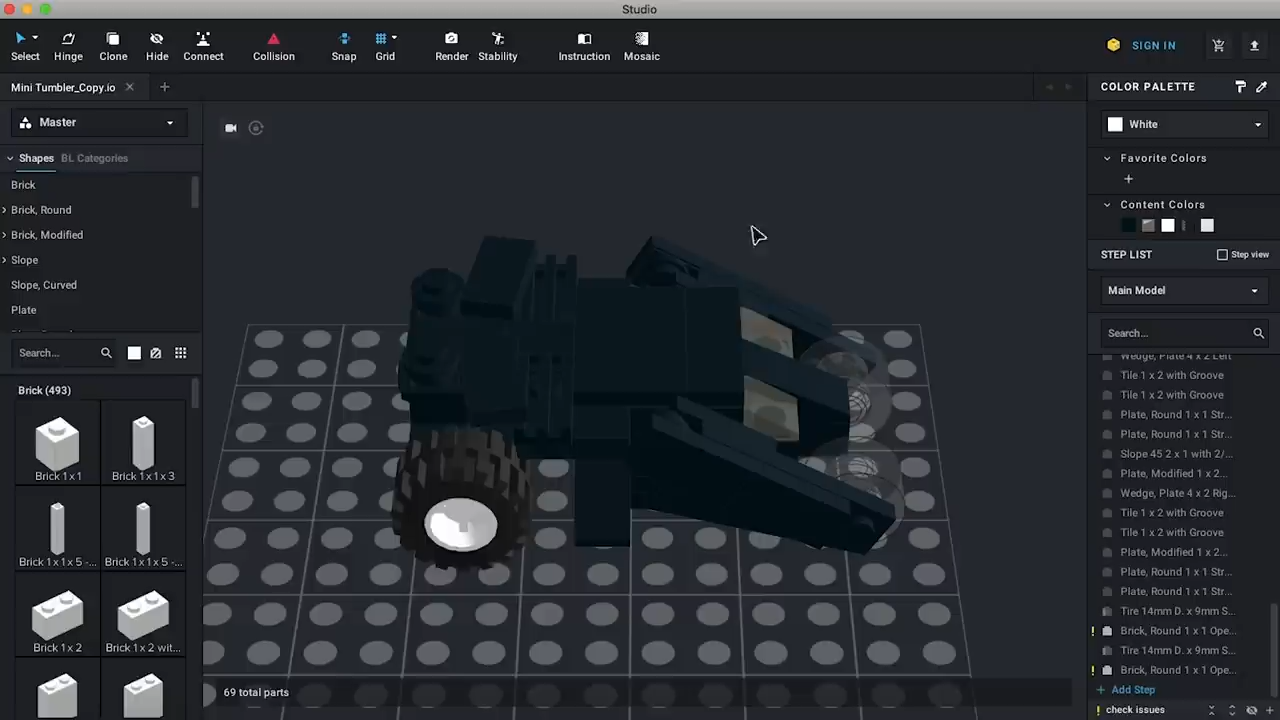 Studio
Select
Hinge
Clone
Hide
Connect
Collision
Snap
Grid
Render
Stability
Instruction
Mosaic
SIGN IN
Mini Tumbler_Copy.io
Master
Shapes
BL Categories
Brick
Brick, Round
Brick, Modified
Slope
Slope, Curved
Plate
Search...
Brick (493)
Brick 1 x 1
Brick 1 x 1 x 3
Brick 1 x 1 x 5 -...
Brick 1 x 1 x 5 -...
Brick 1 x 2
Brick 1 x 2 wit...
69 total parts
COLOR PALETTE
White
Favorite Colors
Content Colors
STEP LIST
Step view
Main Model
Search...
Wedge, Plate 4 x 2 Left
Tile 1 x 2 with Groove
Tile 1 x 2 with Groove
Plate, Round 1 x 1 Str...
Plate, Round 1 x 1 Str...
Slope 45 2 x 1 with 2/...
Plate, Modified 1 x 2...
Wedge, Plate 4 x 2 Rig...
Tile 1 x 2 with Groove
Tile 1 x 2 with Groove
Plate, Modified 1 x 2...
Plate, Round 1 x 1 Str...
Plate, Round 1 x 1 Str...
Tire 14mm D. x 9mm S...
! Brick, Round 1 x 1 Ope...
Tire 14mm D. x 9mm S...
! Brick, Round 1 x 1 Ope...
+ Add Step
! check issues